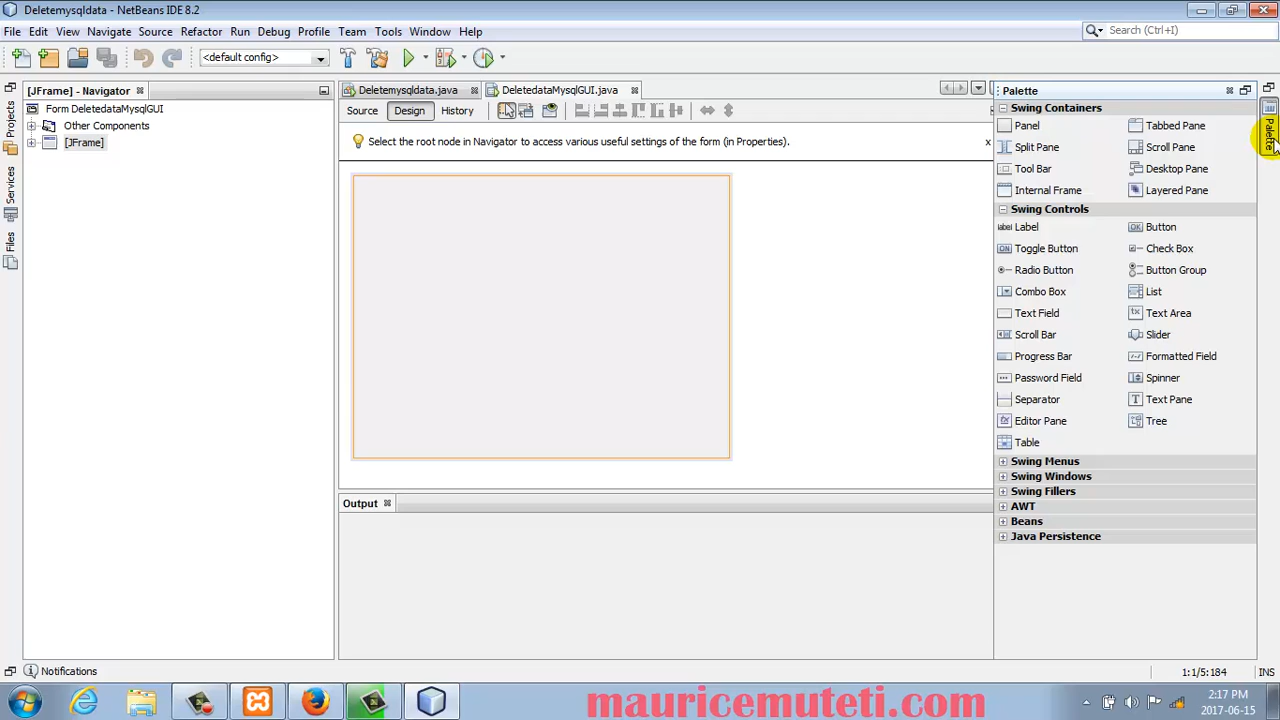 Deletemysqldata - NetBeans IDE 8.2
File Edit View Navigate Source Refactor Run Debug Profile Team Tools Window Help
Search (Ctrl+I)
<default config>
[JFrame] - Navigator
Form DeletedataMysqlGUI
Other Components
[JFrame]
Projects
Services
Files
Deletemysqldata.java
DeletedataMysqlGUI.java
Source Design History
Select the root node in Navigator to access various useful settings of the form (in Properties).
x
Output
Palette
Swing Containers
Panel Tabbed Pane
Split Pane Scroll Pane
Tool Bar Desktop Pane
Internal Frame Layered Pane
Swing Controls
label Label OK Button
ON Toggle Button Check Box
Radio Button Button Group
Combo Box List
Text Field Text Area
Scroll Bar Slider
Progress Bar Formatted Field
Password Field Spinner
Separator Text Pane
Editor Pane Tree
Table
Swing Menus
Swing Windows
Swing Fillers
AWT
Beans
Java Persistence
Palette
Notifications
1:1/5:184
INS
mauricemuteti.com
2:17 PM
2017-06-15